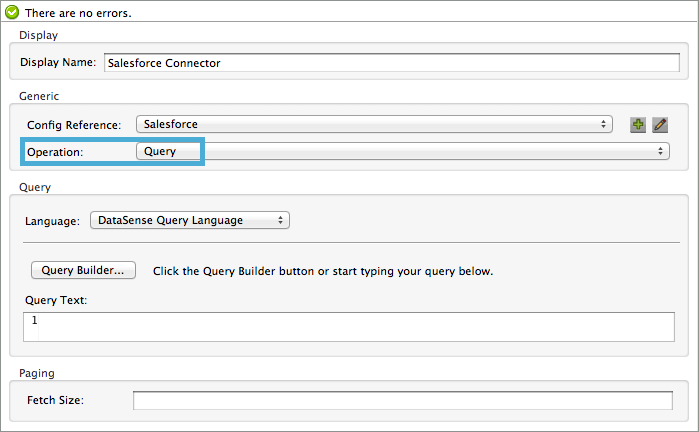 There are no errors.
Display
Display Name: Salesforce Connector
Generic
Config Reference: Salesforce
Operation: Query
Query
Language: DataSense Query Language
Query Builder... Click the Query Builder button or start typing your query below.
Query Text:
1
Paging
Fetch Size: